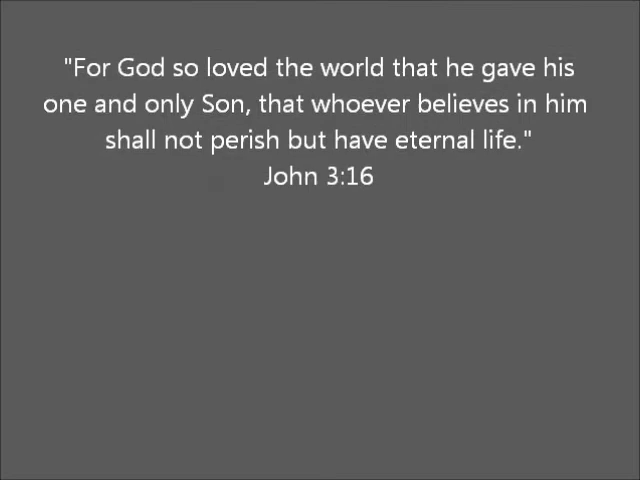 "For God so loved the world that he gave his
one and only Son, that whoever believes in him
shall not perish but have eternal life."
John 3:16